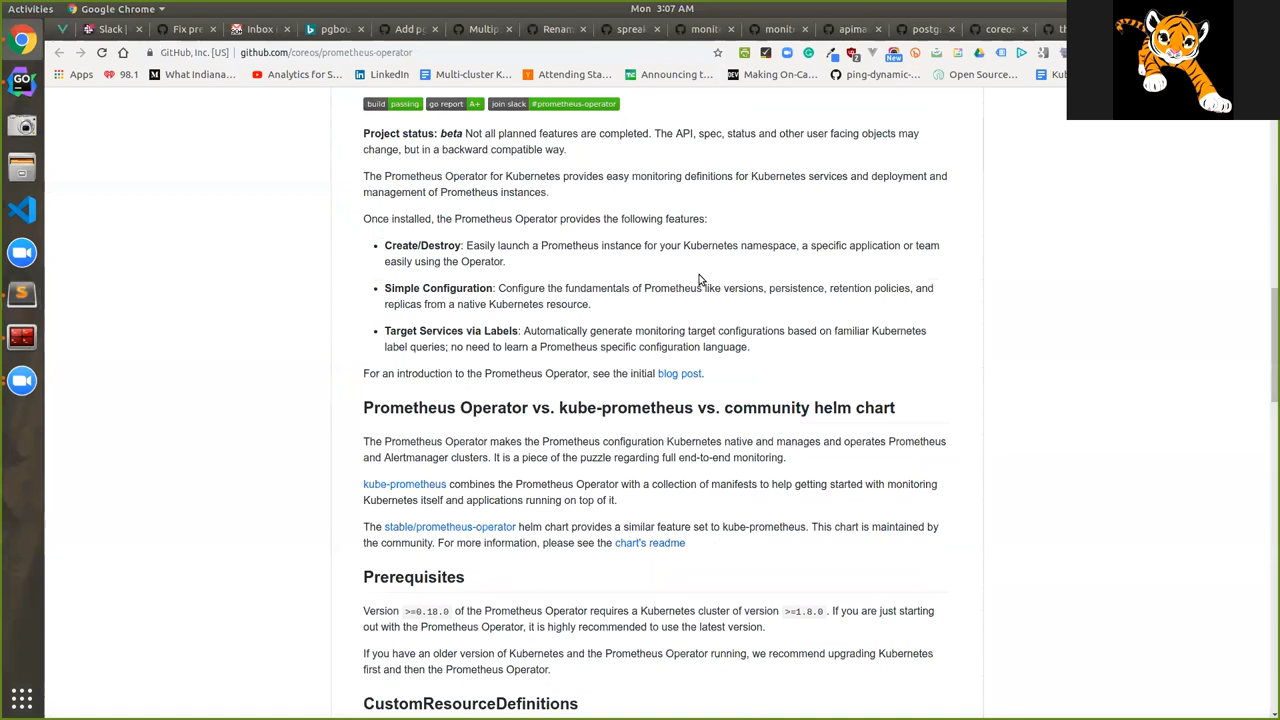 Activities
Google Chrome
Mon 3:07 AM
Slack |
Fix pr
Inbox
pgbou
Add p
Multip
Renam
spreak
monit
monit
apima
postg
coreos
th
GitHub, Inc. [US]
github.com/coreos/prometheus-operator
New
Apps
98.1
What Indiana...
Analytics for S...
LinkedIn
Multi-cluster K...
Attending Sta...
Announcing t...
Making On-Ca...
ping-dynamic-...
Open Source...
Kub
build passing go report A+ join slack #prometheus-operator
Project status: beta Not all planned features are completed. The API, spec, status and other user facing objects may
change, but in a backward compatible way.
The Prometheus Operator for Kubernetes provides easy monitoring definitions for Kubernetes services and deployment and
management of Prometheus instances.
Once installed, the Prometheus Operator provides the following features:
• Create/Destroy: Easily launch a Prometheus instance for your Kubernetes namespace, a specific application or team
easily using the Operator.
• Simple Configuration: Configure the fundamentals of Prometheus like versions, persistence, retention policies, and
replicas from a native Kubernetes resource.
• Target Services via Labels: Automatically generate monitoring target configurations based on familiar Kubernetes
label queries; no need to learn a Prometheus specific configuration language.
For an introduction to the Prometheus Operator, see the initial blog post.
Prometheus Operator vs. kube-prometheus vs. community helm chart
The Prometheus Operator makes the Prometheus configuration Kubernetes native and manages and operates Prometheus
and Alertmanager clusters. It is a piece of the puzzle regarding full end-to-end monitoring.
kube-prometheus combines the Prometheus Operator with a collection of manifests to help getting started with monitoring
Kubernetes itself and applications running on top of it.
The stable/prometheus-operator helm chart provides a similar feature set to kube-prometheus. This chart is maintained by
the community. For more information, please see the chart's readme
Prerequisites
Version >=0.18.0 of the Prometheus Operator requires a Kubernetes cluster of version >=1.8.0. If you are just starting
out with the Prometheus Operator, it is highly recommended to use the latest version.
If you have an older version of Kubernetes and the Prometheus Operator running, we recommend upgrading Kubernetes
first and then the Prometheus Operator.
CustomResourceDefinitions